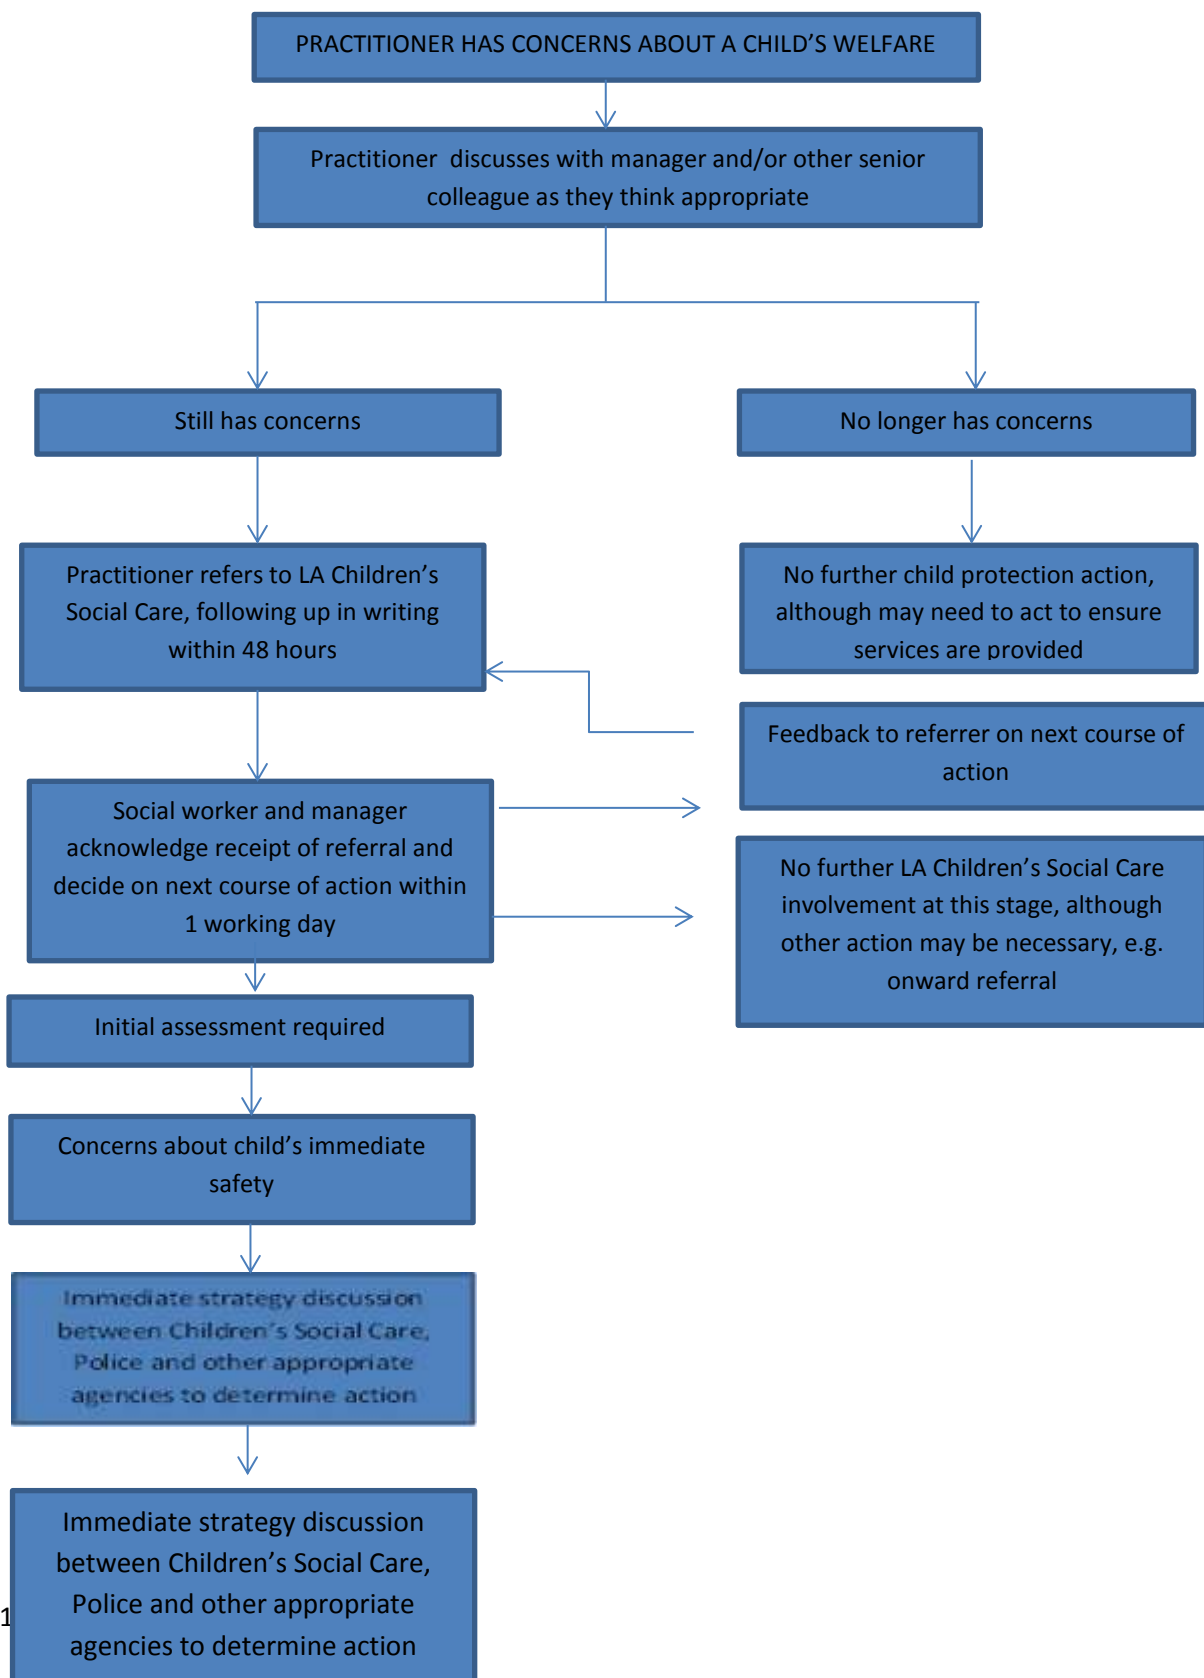 PRACTITIONER HAS CONCERNS ABOUT A CHILD’S WELFARE
Practitioner  discusses with manager and/or other senior
colleague as they think appropriate
Still has concerns
No longer has concerns
Practitioner refers to LA Children’s
Social Care, following up in writing
within 48 hours
No further child protection action,
although may need to act to ensure
services are provided
Feedback to referrer on next course of
action
Social worker and manager
acknowledge receipt of referral and
decide on next course of action within
1 working day
No further LA Children’s Social Care
involvement at this stage, although
other action may be necessary, e.g.
onward referral
Initial assessment required
Concerns about child’s immediate
safety
Immediate strategy discussion
between Children’s Social Care,
Police and other appropriate
agencies to determine action
Immediate strategy discussion
between Children’s Social Care,
Police and other appropriate
agencies to determine action
1